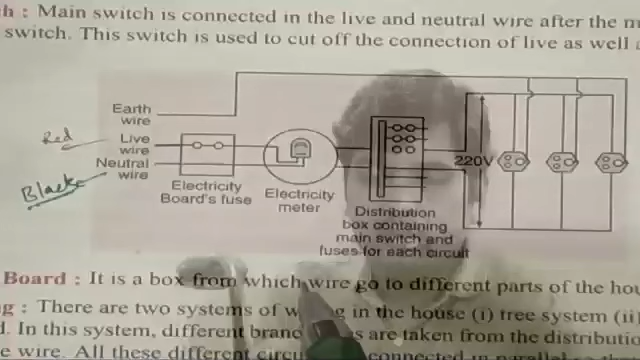 h : Main switch is connected in the live and neutral wire after the m
switch. This switch is used to cut off the connection of live as well a
Earth
wire
Red
Live
wire
Neutral
wire
Black
Electricity
Board's fuse
Electricity
meter
220V
Distribution
box containing
main switch and
fuses for each circuit
Board : It is a box from which wire go to different parts of the hou
ng : There are two systems of w g in the house (i) tree system (ii)
d. In this system, different branc s are taken from the distributio
e wire. All these different circu connected in parallel